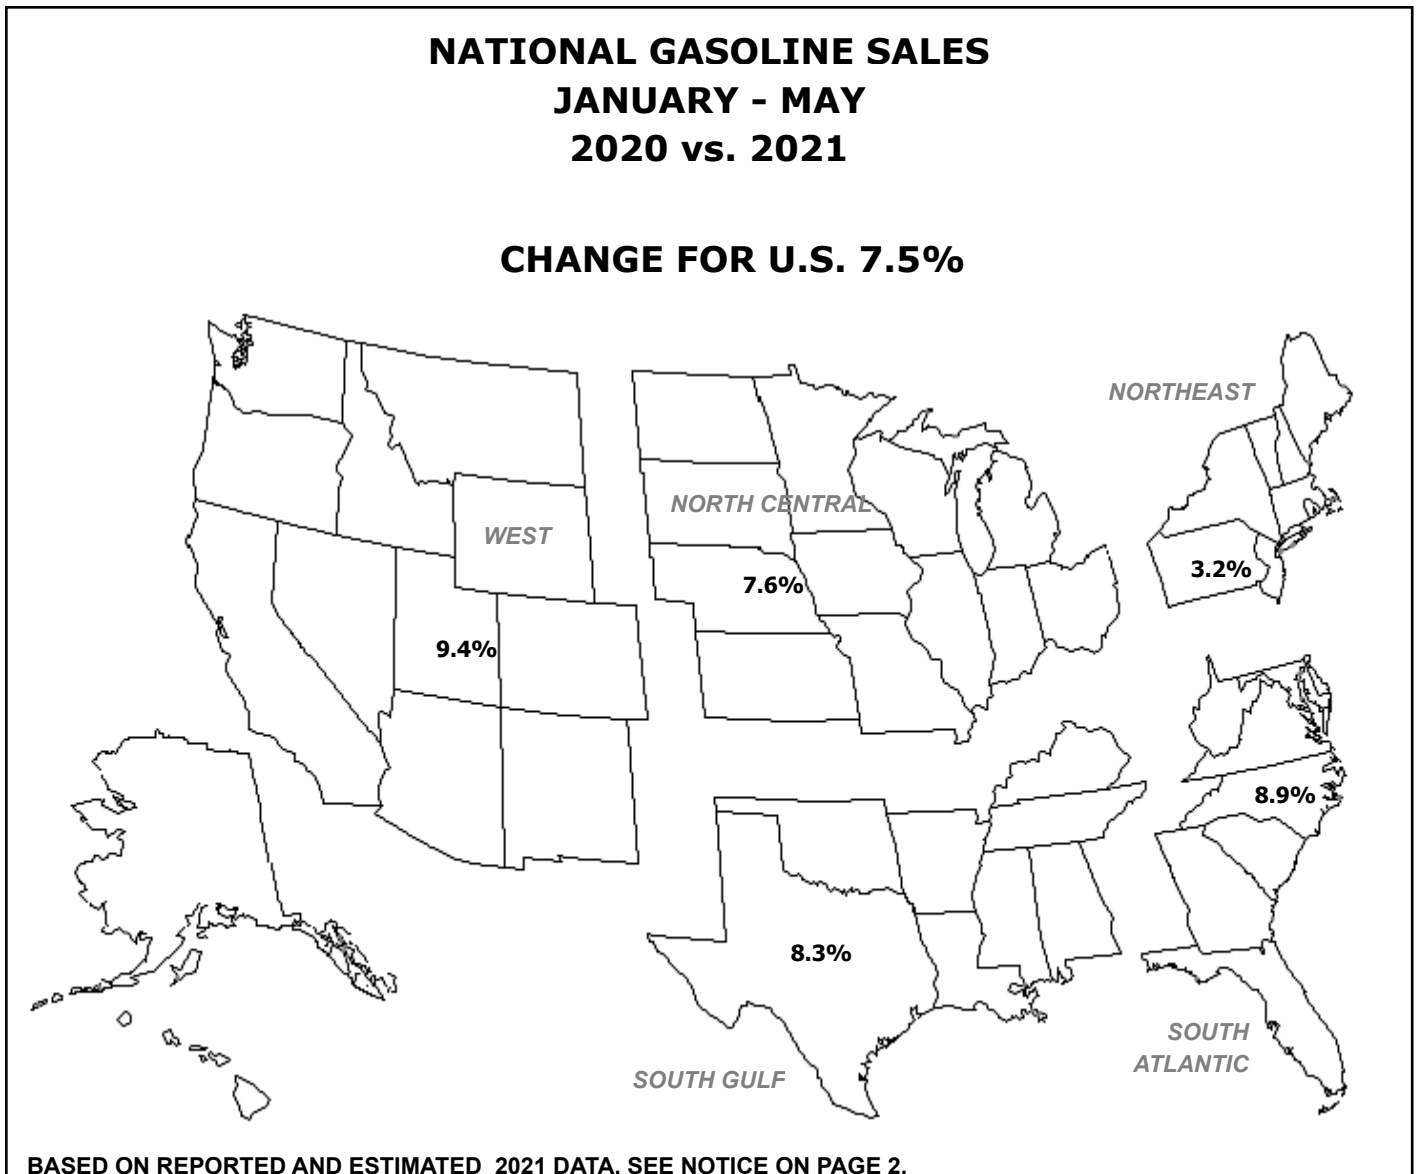 NATIONAL GASOLINE SALES
JANUARY - MAY
2020 vs. 2021
CHANGE FOR U.S. 7.5%
NORTHEAST
NORTH CENTRAL
WEST
3.2%
7.6%
9.4%
8.9%
8.3%
SOUTH
ATLANTIC
SOUTH GULF
BASED ON REPORTED AND ESTIMATED 2021 DATA. SEE NOTICE ON PAGE 2.